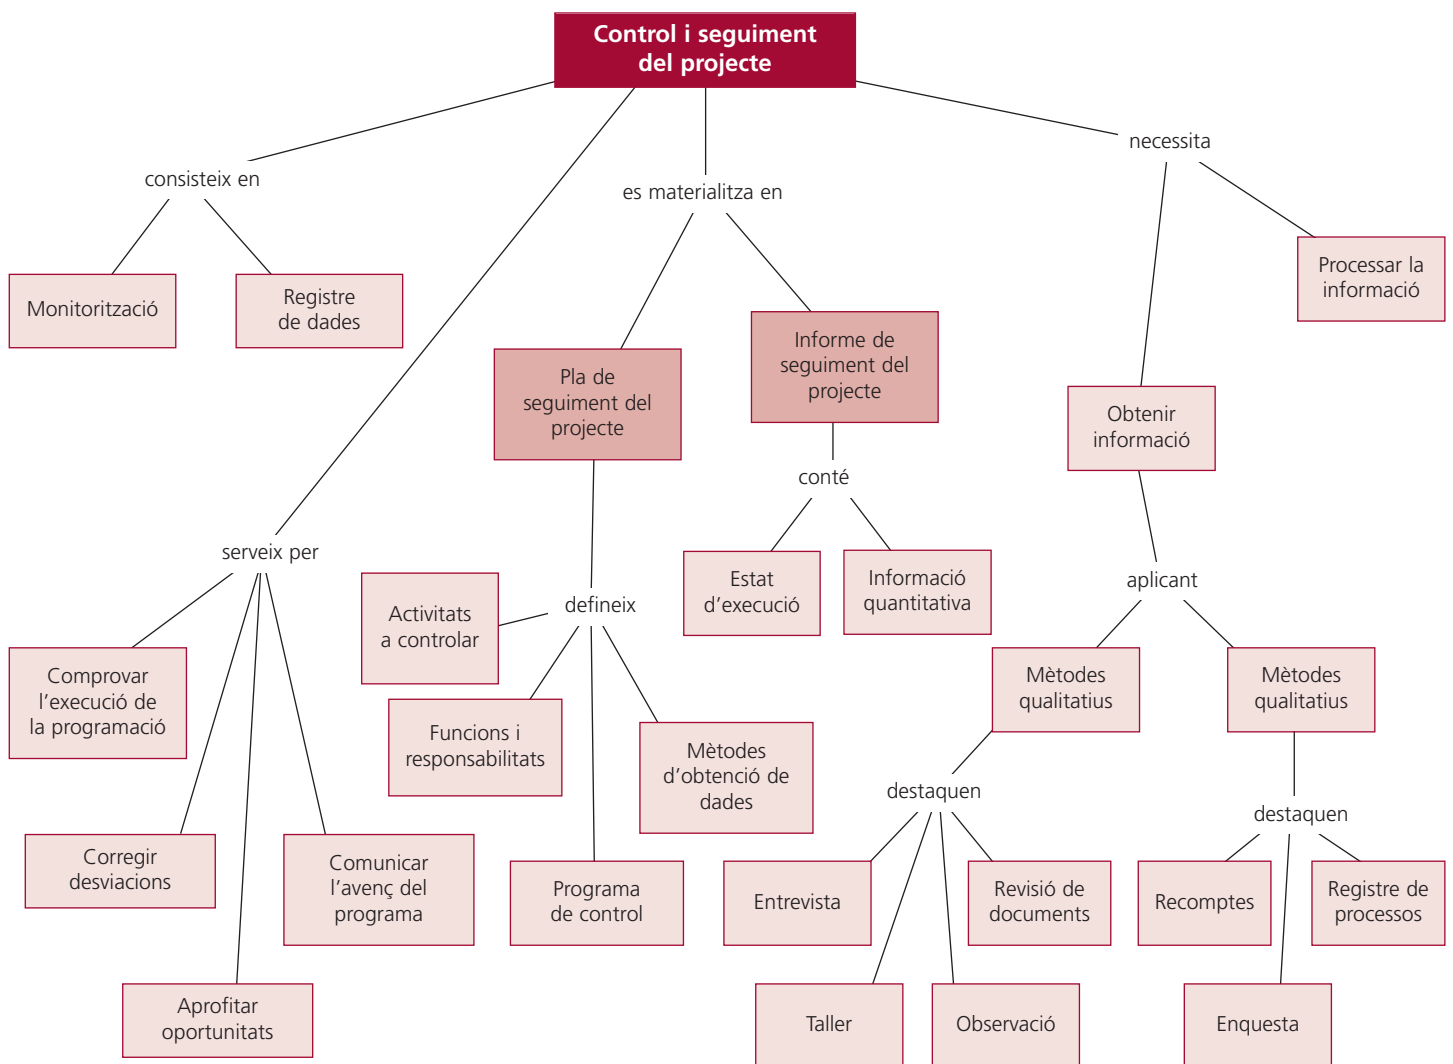 Control i seguiment
del projecte
necessita
consisteix en
es materialitza en
Monitorització
Registre
de dades
Processar la
informació
Informe de
seguiment del
projecte
Pla de
seguiment del
projecte
Obtenir
informació
conté
serveix per
Estat
d’execució
Informació
quantitativa
aplicant
Activitats
a controlar
defineix
Comprovar
l’execució de
la programació
Funcions i
responsabilitats
Mètodes
d’obtenció de
dades
Mètodes
qualitatius
Mètodes
qualitatius
destaquen
destaquen
Corregir
desviacions
Comunicar
l’avenç del
programa
Programa
de control
Entrevista
Revisió de
documents
Recomptes
Registre de
processos
Aprofitar
oportunitats
Taller
Observació
Enquesta